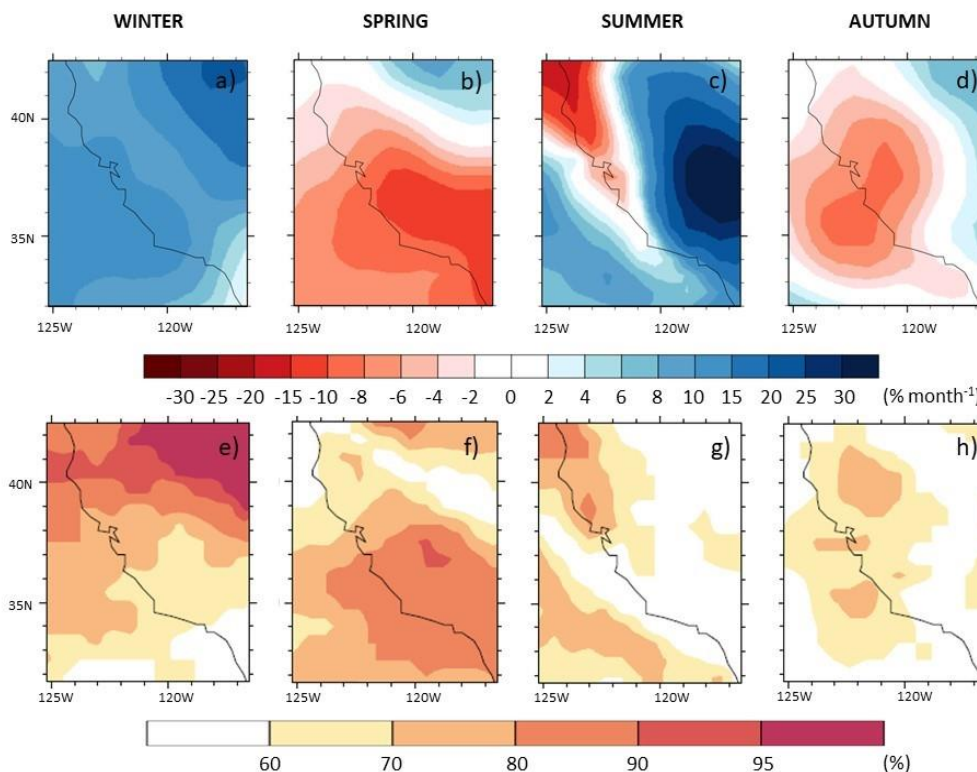 WINTER SPRING SUMMER AUTUMN
a) b) c) d)
40N
35N
125W 120W 125W 120W 125W 120W 125W 120W
-30 -25 -20 -15 -10 -8 -6 -4 -2 0 2 4 6 8 10 15 20 25 30 (% month⁻¹)
e) f) g) h)
40N
35N
125W 120W 125W 120W 125W 120W 125W 120W
60 70 80 90 95 (%)